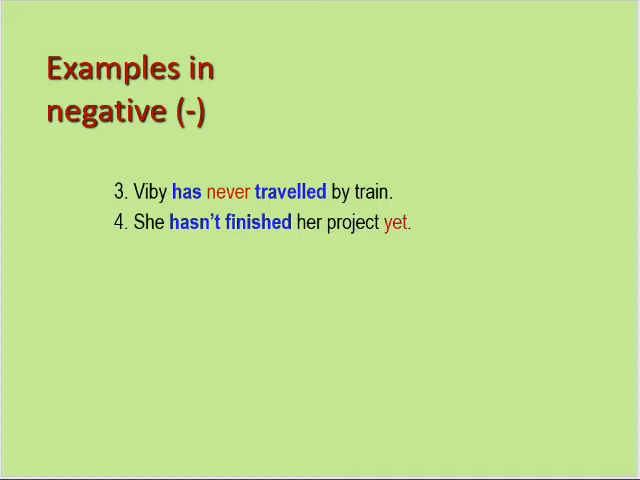 Examples in
negative (-)
3. Viby has never travelled by train.
4. She hasn’t finished her project yet.